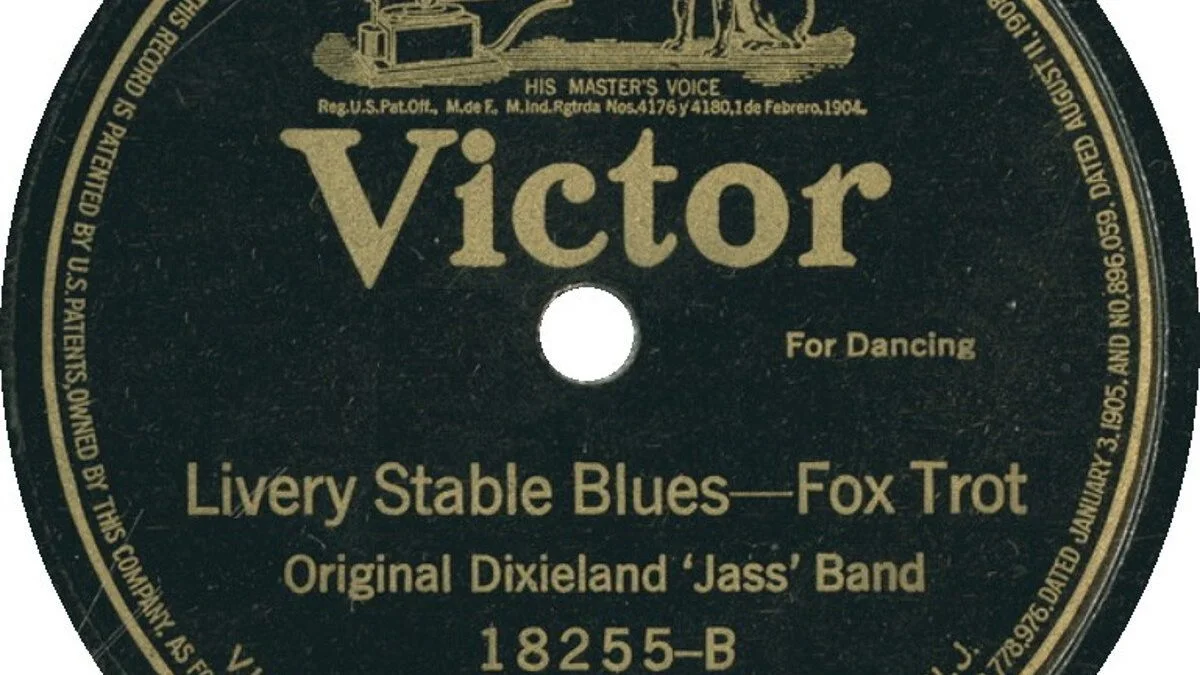 HIS MASTER'S VOICE
Reg.U.S.Pat.Off., M.de F., M.Ind.Rgtrda Nos.4176 y 4180,1 de Febrero,1904.
Victor
For Dancing
Livery Stable Blues—Fox Trot
Original Dixieland ‘Jass’ Band
18255–B
THIS RECORD IS PATENTED BY U.S. PATENTS, OWNED BY THIS COMPANY, AS
778,976, DATED JANUARY 3, 1905, AND NO. 896,059, DATED AUGUST 11, 1908